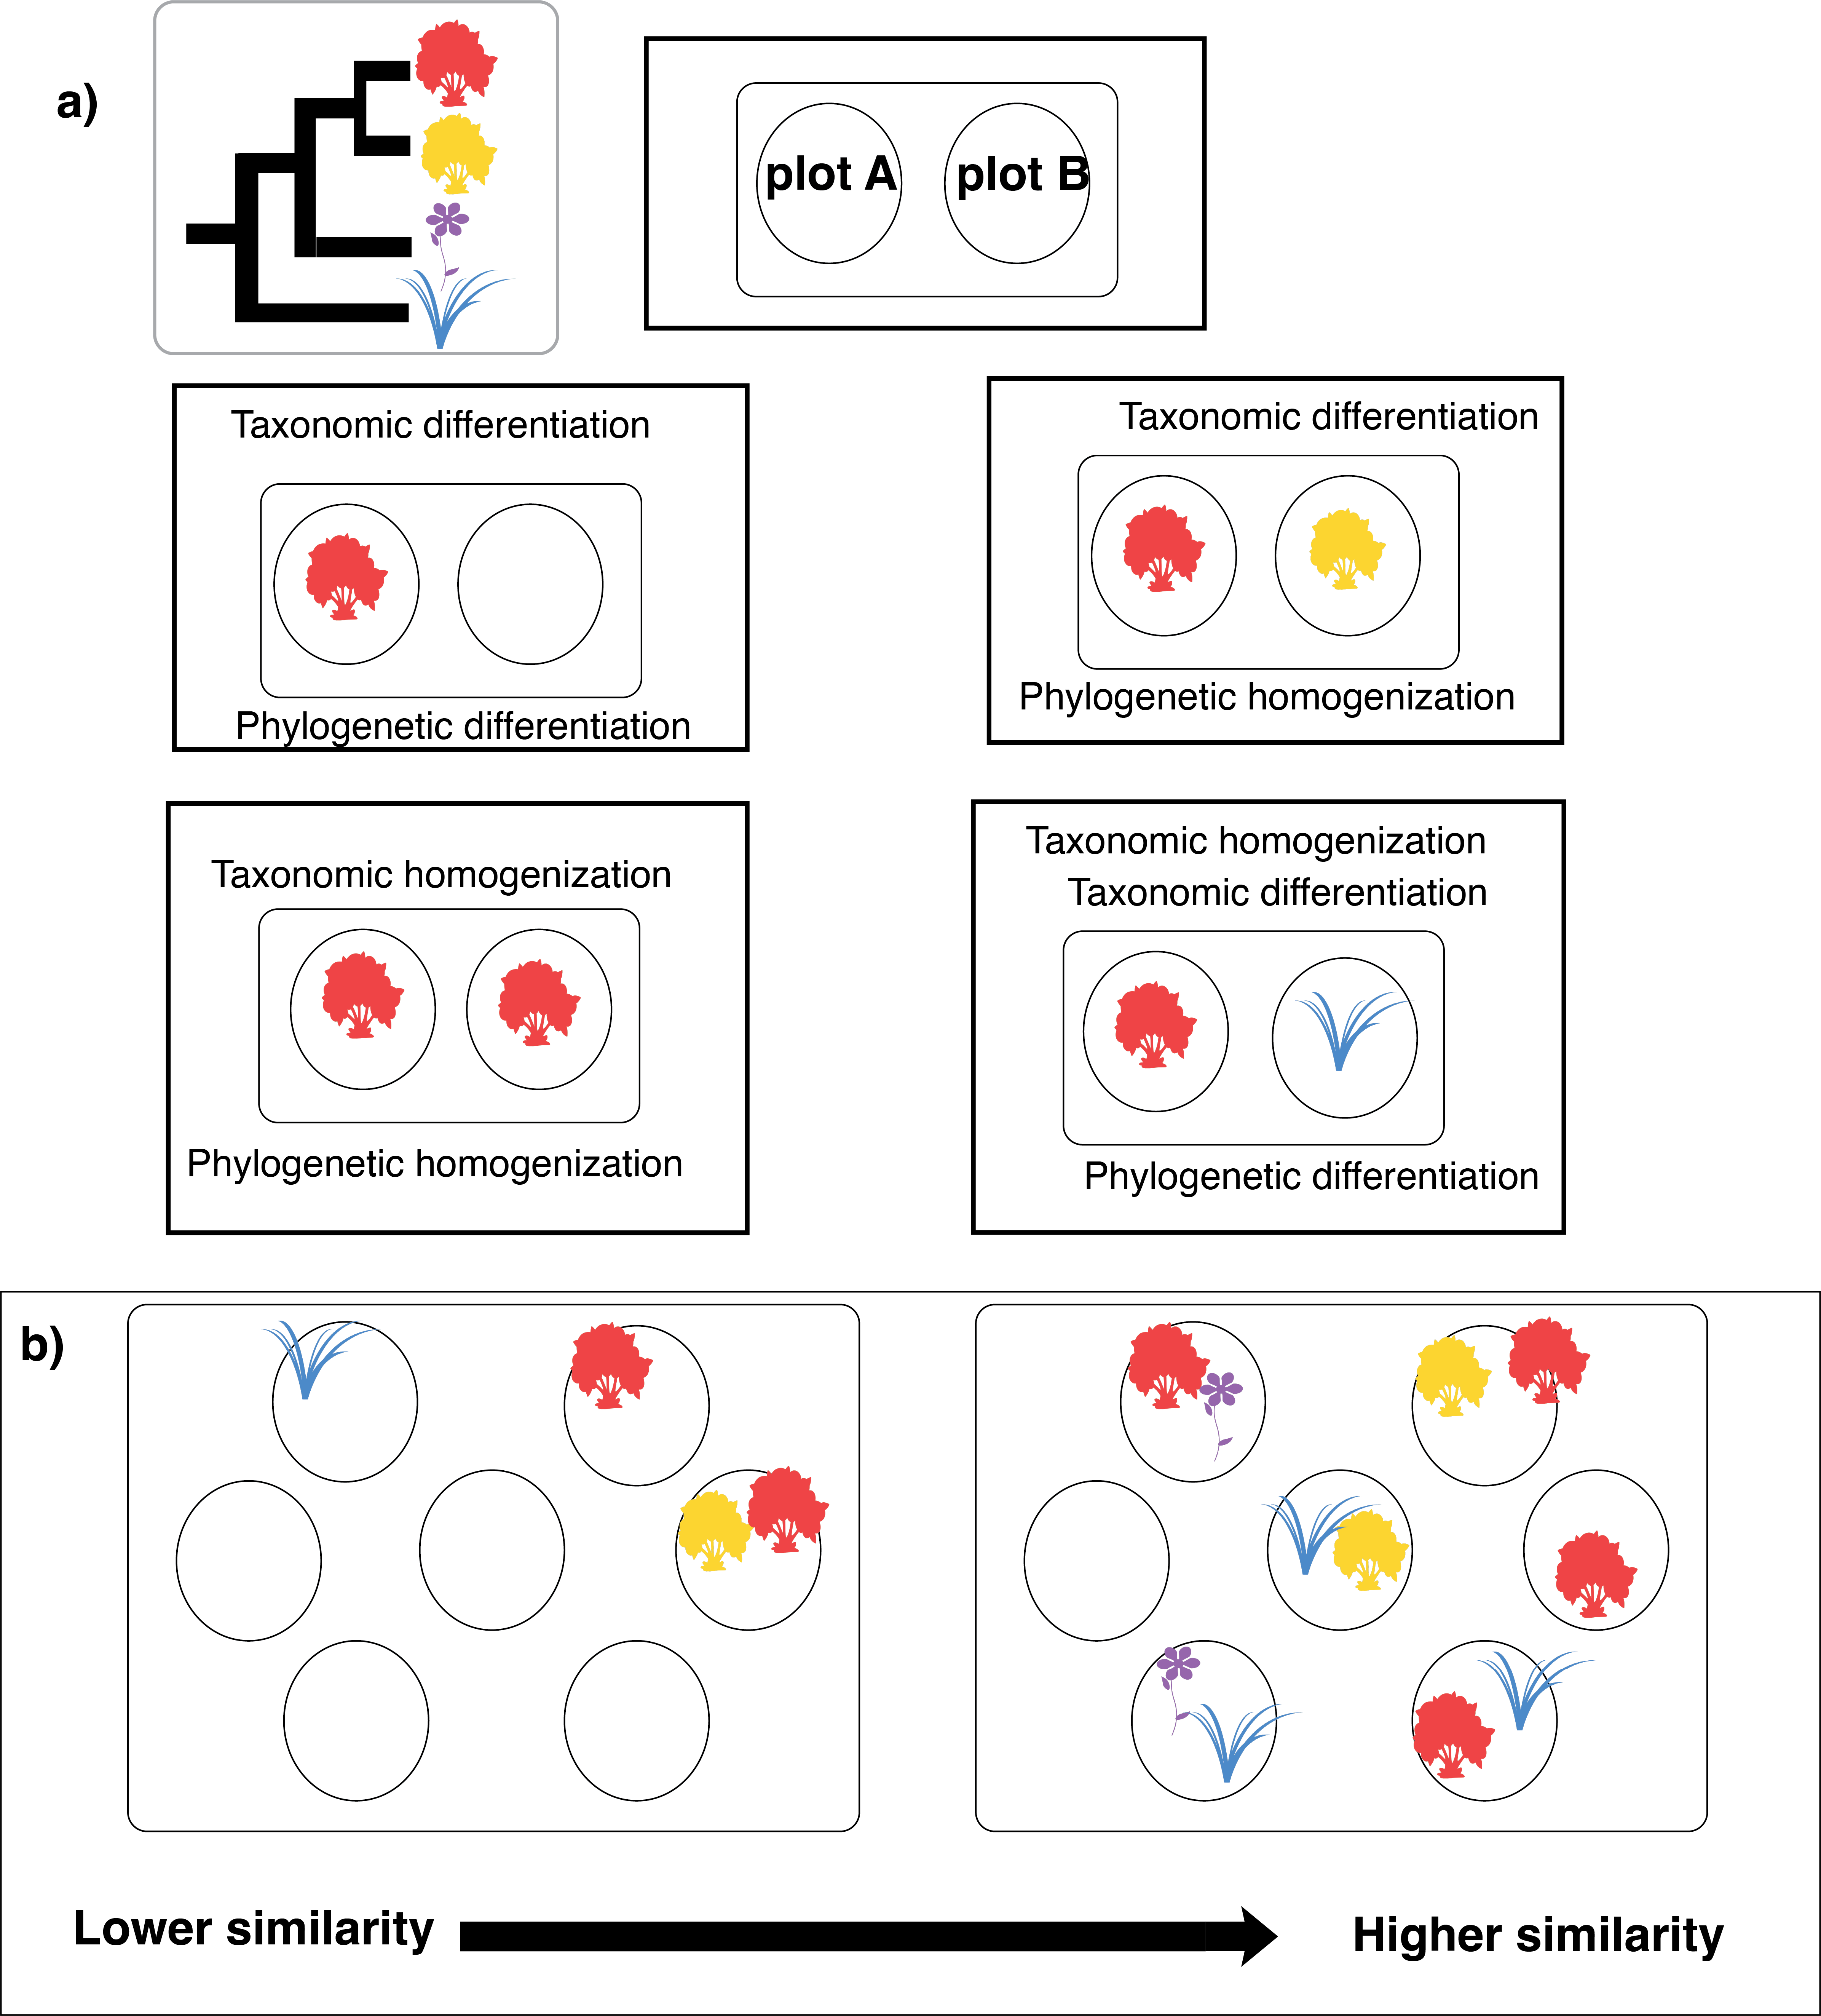 a)
plot A
plot B
Taxonomic differentiation
Phylogenetic differentiation
Taxonomic differentiation
Phylogenetic homogenization
Taxonomic homogenization
Phylogenetic homogenization
Taxonomic homogenization
Taxonomic differentiation
Phylogenetic differentiation
b)
Lower similarity
Higher similarity